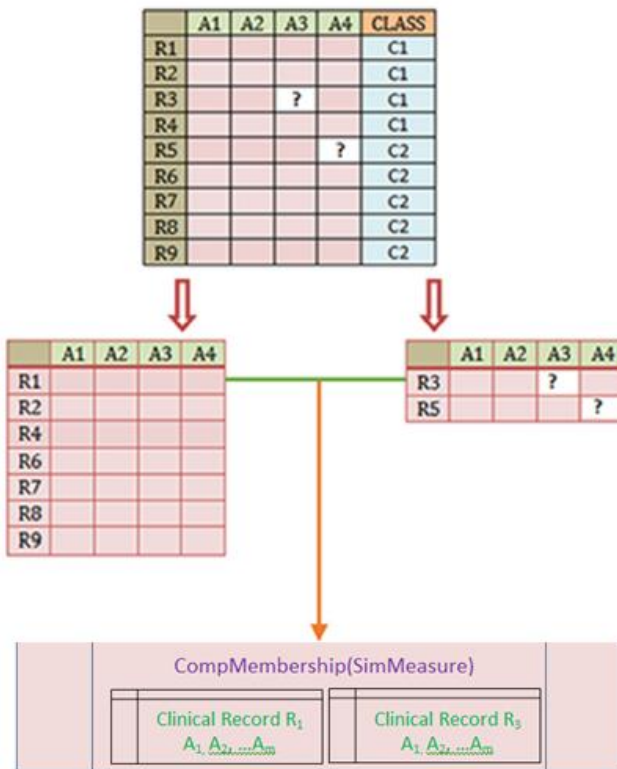 A1 A2 A3 A4 CLASS
R1 C1
R2 C1
R3 ? C1
R4 C1
R5 ? C2
R6 C2
R7 C2
R8 C2
R9 C2
A1 A2 A3 A4
R1
R2
R4
R6
R7
R8
R9
A1 A2 A3 A4
R3 ?
R5 ?
CompMembership(SimMeasure)
Clinical Record R₁
A₁, A₂, ...Aₘ
Clinical Record R₃
A₁, A₂, ...Aₘ